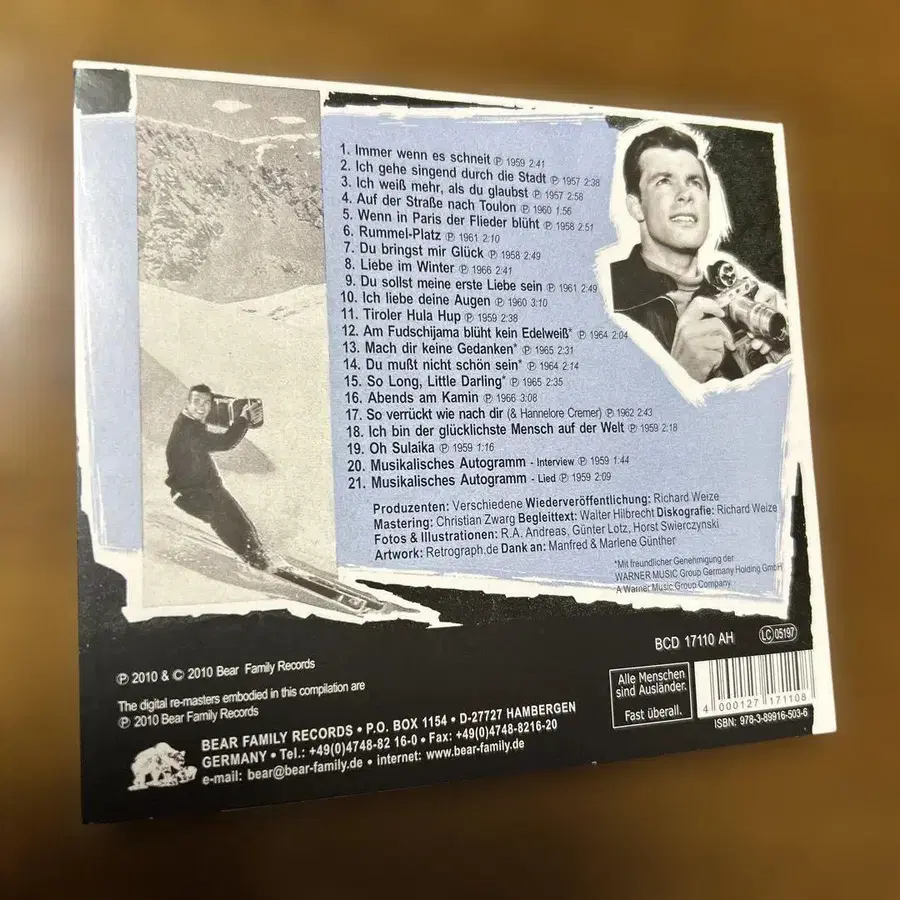 1. Immer wenn es schneit ℗ 1959 2:41
2. Ich gehe singend durch die Stadt ℗ 1957 2:38
3. Ich weiß mehr, als du glaubst ℗ 1957 2:58
4. Auf der Straße nach Toulon ℗ 1960 1:56
5. Wenn in Paris der Flieder blüht ℗ 1958 2:51
6. Rummel-Platz ℗ 1961 2:10
7. Du bringst mir Glück ℗ 1958 2:49
8. Liebe im Winter ℗ 1966 2:41
9. Du sollst meine erste Liebe sein ℗ 1961 2:49
10. Ich liebe deine Augen ℗ 1960 3:10
11. Tiroler Hula Hup ℗ 1959 2:38
12. Am Fudschijama blüht kein Edelweiß* ℗ 1964 2:04
13. Mach dir keine Gedanken* ℗ 1965 2:31
14. Du mußt nicht schön sein* ℗ 1964 2:14
15. So Long, Little Darling* ℗ 1965 2:35
16. Abends am Kamin ℗ 1966 3:08
17. So verrückt wie nach dir (& Hannelore Cremer) ℗ 1962 2:43
18. Ich bin der glücklichste Mensch auf der Welt ℗ 1959 2:18
19. Oh Sulaika ℗ 1959 1:16
20. Musikalisches Autogramm - Interview ℗ 1959 1:44
21. Musikalisches Autogramm - Lied ℗ 1959 2:09
Produzenten: Verschiedene Wiederveröffentlichung: Richard Weize
Mastering: Christian Zwarg Begleittext: Walter Hilbrecht Diskografie: Richard Weize
Fotos & Illustrationen: R.A. Andreas, Günter Lotz, Horst Swierczynski
Artwork: Retrograph.de Dank an: Manfred & Marlene Günther
*Mit freundlicher Genehmigung der
WARNER MUSIC Group Germany Holding GmbH
A Warner Music Group Company
BCD 17110 AH
LC 05197
℗ 2010 & © 2010 Bear Family Records
The digital re-masters embodied in this compilation are
℗ 2010 Bear Family Records
Alle Menschen
sind Ausländer.
Fast überall.
4 000127 171108
ISBN: 978-3-89916-503-6
BEAR FAMILY RECORDS • P.O. BOX 1154 • D-27727 HAMBERGEN
GERMANY • Tel.: +49(0)4748-82 16-0 • Fax: +49(0)4748-8216-20
e-mail: bear@bear-family.de • internet: www.bear-family.de